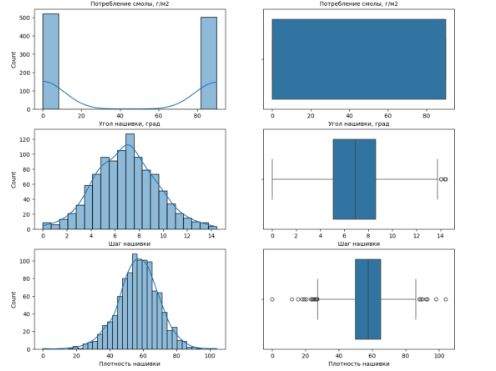 Потребление смолы, г/м2 Потребление смолы, г/м2
500
400
300
200
100
0
Count
0 20 40 60 80 0 20 40 60 80
Угол нашивки, град Угол нашивки, град
120
100
80
60
40
20
0
Count
0 2 4 6 8 10 12 14 0 2 4 6 8 10 12 14
Шаг нашивки Шаг нашивки
100
80
60
40
20
0
Count
0 20 40 60 80 100 0 20 40 60 80 100
Плотность нашивки Плотность нашивки